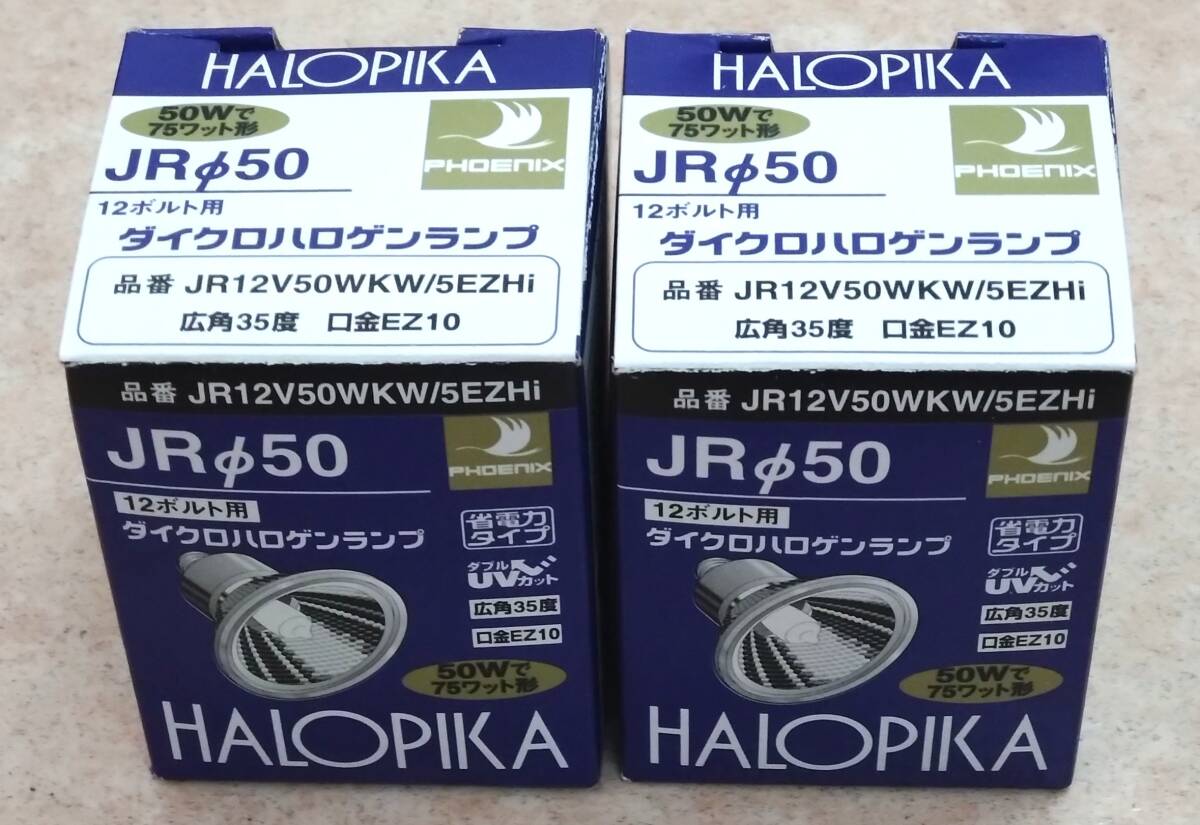 HALOPIKA
50Wで
75ワット形
PHOENIX
JRφ50
12ボルト用
ダイクロハロゲンランプ
品番 JR12V50WKW/5EZHi
広角35度 口金EZ10
品番 JR12V50WKW/5EZHi
JRφ50
PHOENIX
12ボルト用
ダイクロハロゲンランプ
省電力
タイプ
ダブル
UVカット
広角35度
口金EZ10
50Wで
75ワット形
HALOPIKA
HALOPIKA
50Wで
75ワット形
PHOENIX
JRφ50
12ボルト用
ダイクロハロゲンランプ
品番 JR12V50WKW/5EZHi
広角35度 口金EZ10
品番 JR12V50WKW/5EZHi
JRφ50
PHOENIX
12ボルト用
ダイクロハロゲンランプ
省電力
タイプ
ダブル
UVカット
広角35度
口金EZ10
50Wで
75ワット形
HALOPIKA